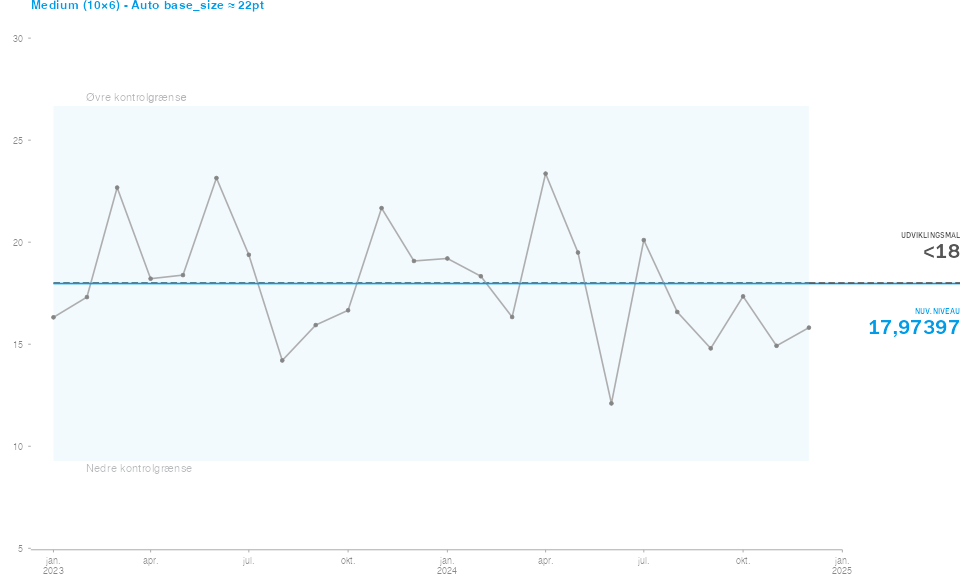 Medium (10×6) - Auto base_size ≈ 22pt
30
Øvre kontrolgrænse
25
UDVIKLINGSMÅL
20
<18
NUV. NIVEAU
17,97397
15
10
Nedre kontrolgrænse
5
jan. apr. jul. okt. jan. apr. jul. okt. jan.
2023 2024 2025